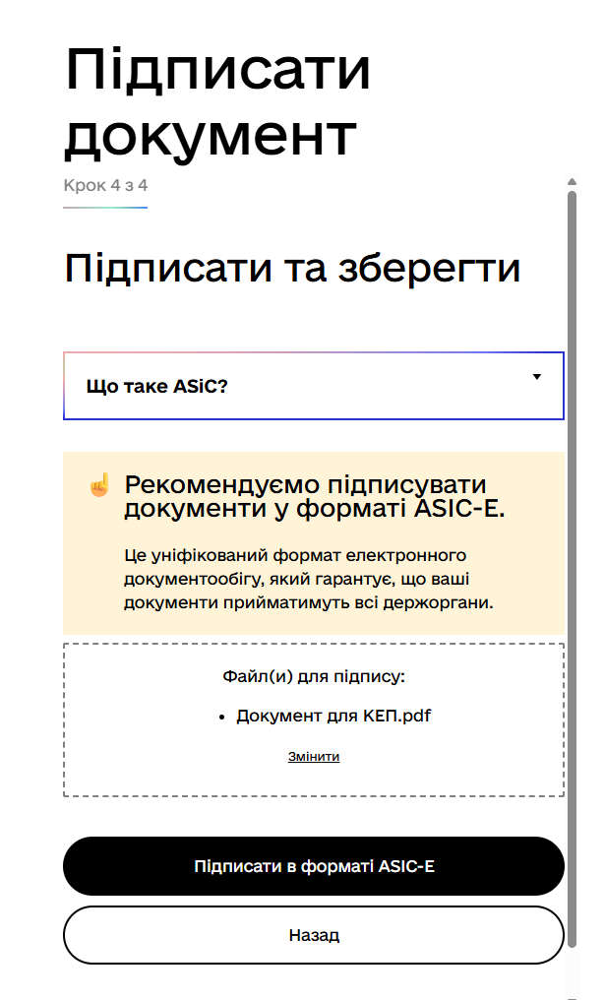 Підписати
документ
Крок 4 з 4
Підписати та зберегти
Що таке ASiC?
Рекомендуємо підписувати
документи у форматі ASIC-E.
Це уніфікований формат електронного
документообігу, який гарантує, що ваші
документи прийматимуть всі держоргани.
Файл(и) для підпису:
• Документ для КЕП.pdf
Змінити
Підписати в форматі ASIC-E
Назад